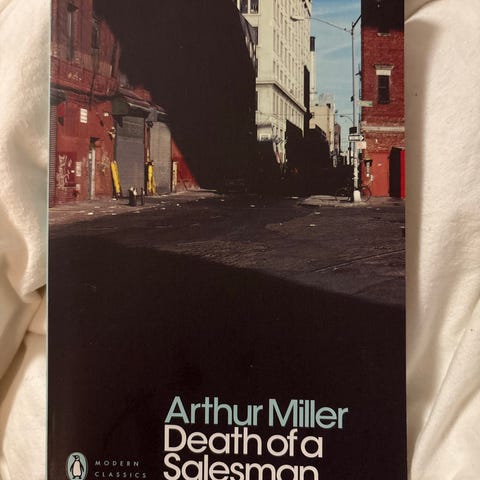 Arthur Miller
Death of a
Salesman
MODERN
CLASSICS